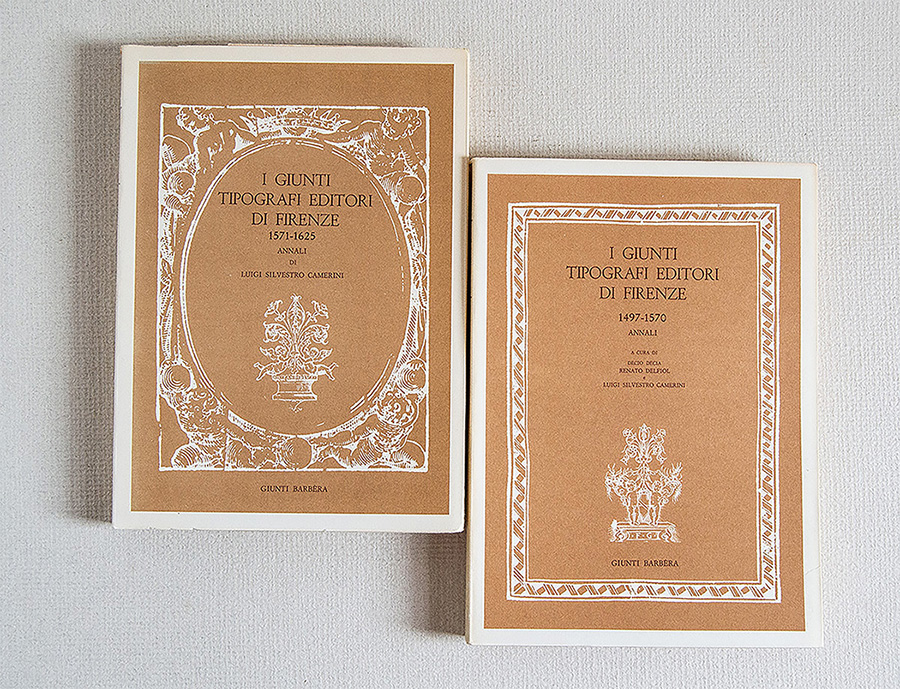 I GIUNTI
TIPOGRAFI EDITORI
DI FIRENZE
1571-1625
ANNALI
DI
LUIGI SILVESTRO CAMERINI
GIUNTI BARBÈRA
I GIUNTI
TIPOGRAFI EDITORI
DI FIRENZE
1497-1570
ANNALI
A CURA DI
DECIO DECIA
RENATO DELFIOL
E
LUIGI SILVESTRO CAMERINI
GIUNTI BARBÈRA